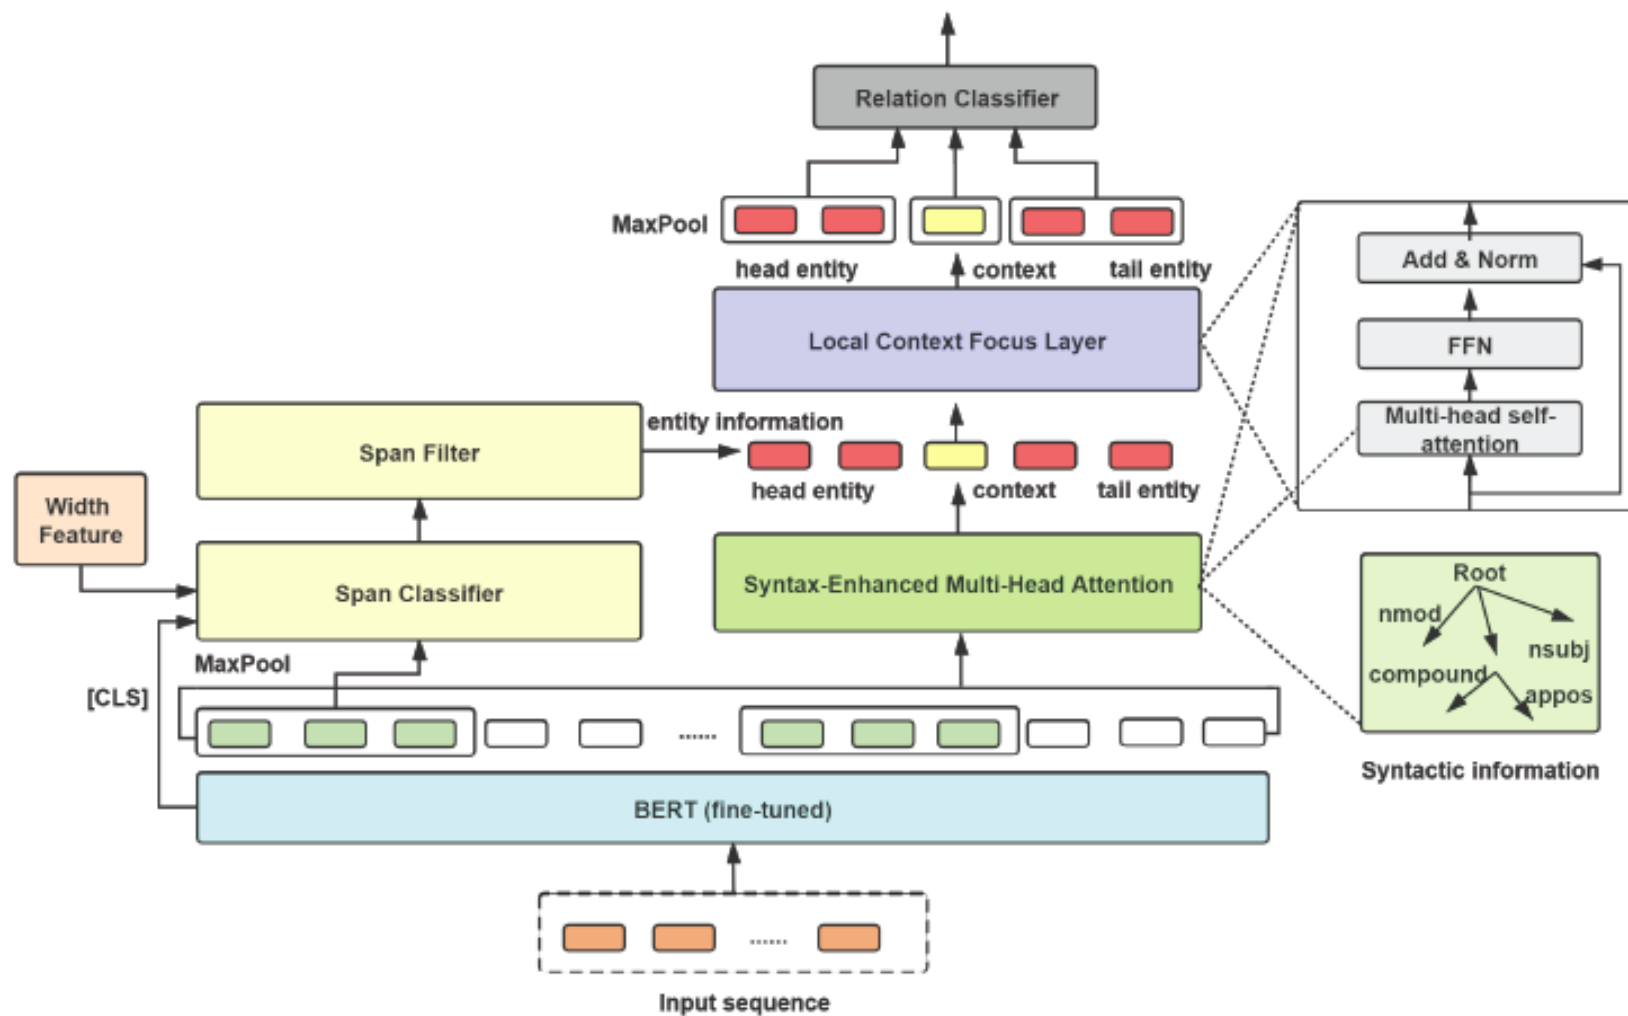 Relation Classifier
MaxPool
head entity
context
tail entity
Add & Norm
Local Context Focus Layer
FFN
entity information
Multi-head self-
attention
Span Filter
head entity
context
tail entity
Width
Feature
Span Classifier
Syntax-Enhanced Multi-Head Attention
Root
nmod
nsubj
compound
appos
MaxPool
[CLS]
......
Syntactic information
BERT (fine-tuned)
......
Input sequence